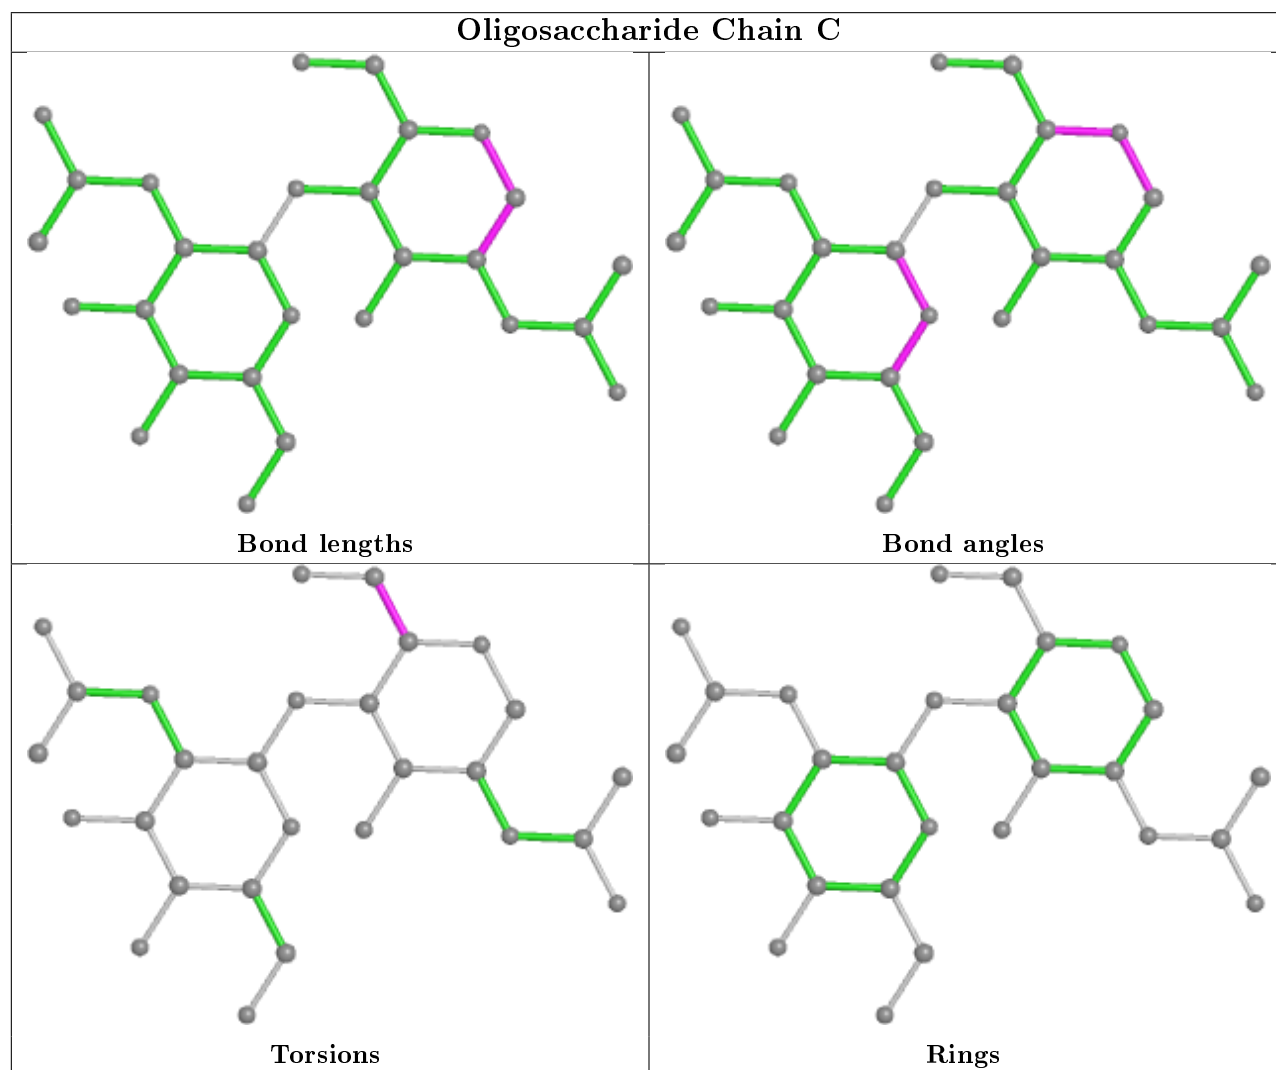 Oligosaccharide Chain C
Bond lengths
Bond angles
Torsions
Rings